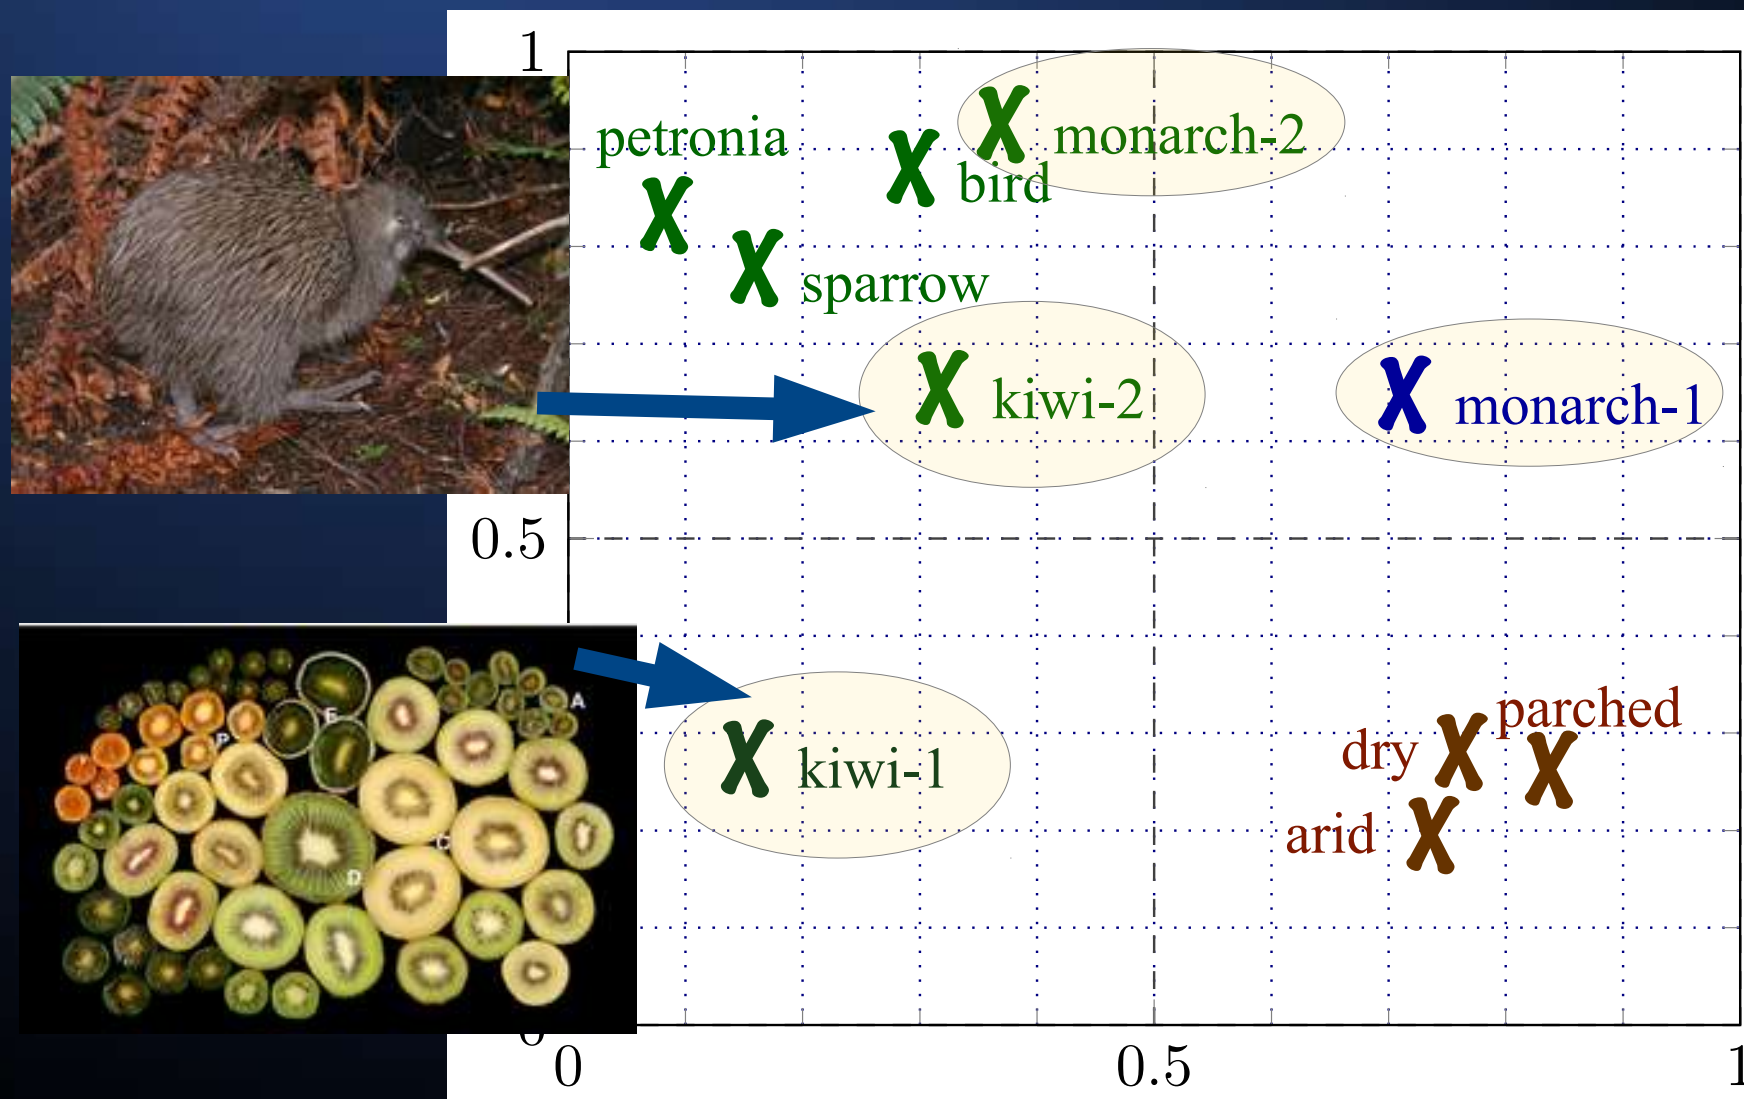 1
petronia
monarch-2
bird
sparrow
kiwi-2
monarch-1
0.5
A
E
P
C
D
kiwi-1
parched
dry
arid
0
0
0.5
1